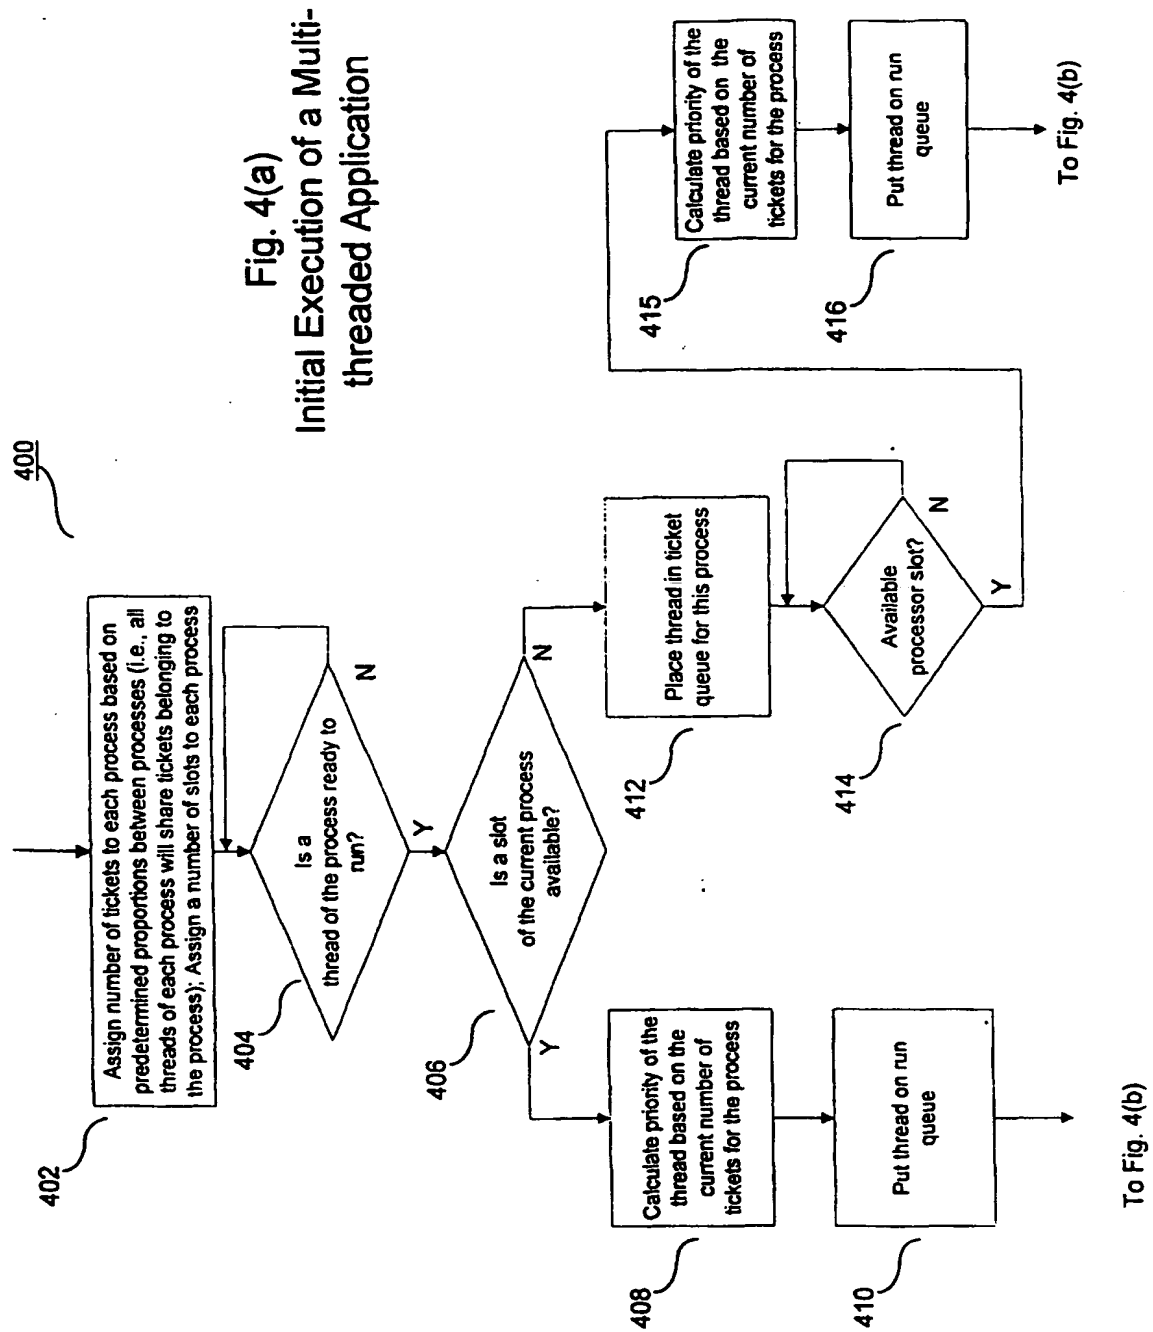 Fig. 4(a)
Initial Execution of a Multi-
threaded Application
400
402
Assign number of tickets to each process based on
predetermined proportions between processes (i.e., all
threads of each process will share tickets belonging to
the process); Assign a number of slots to each process
404
Is a
thread of the process ready to
run?
N
Y
406
Is a slot
of the current process
available?
Y
N
408
Calculate priority of the
thread based on the
current number of
tickets for the process
410
Put thread on run
queue
To Fig. 4(b)
412
Place thread in ticket
queue for this process
414
Available
processor slot?
N
Y
415
Calculate priority of the
thread based on the
current number of
tickets for the process
416
Put thread on run
queue
To Fig. 4(b)